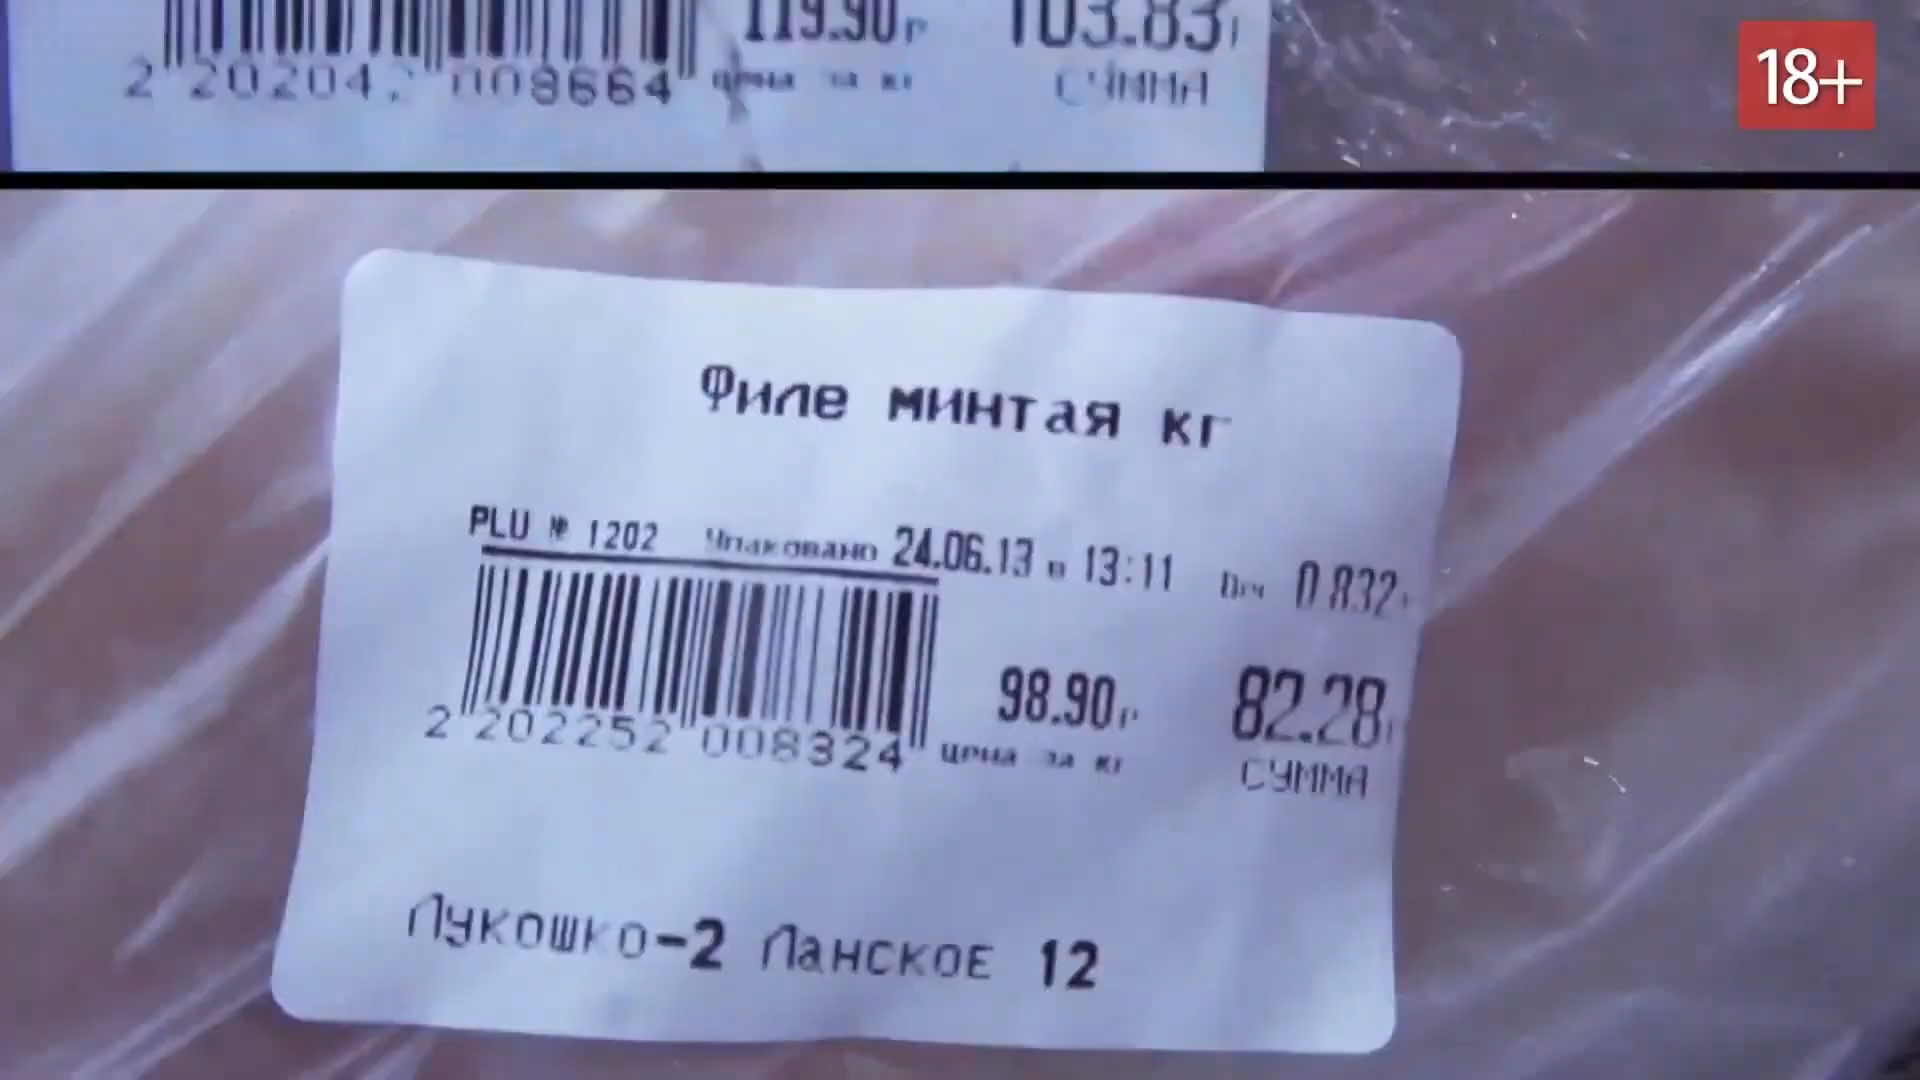 119.90р 103.83
18+
2 202042 008664 цена за кг СУММА
Филе минтая кг
PLU № 1202 Упаковано 24.06.13 в 13:11 Вес 0.832
98.90р 82.28
2 202252 008324 цена за кг СУММА
Лукошко-2 Ланское 12